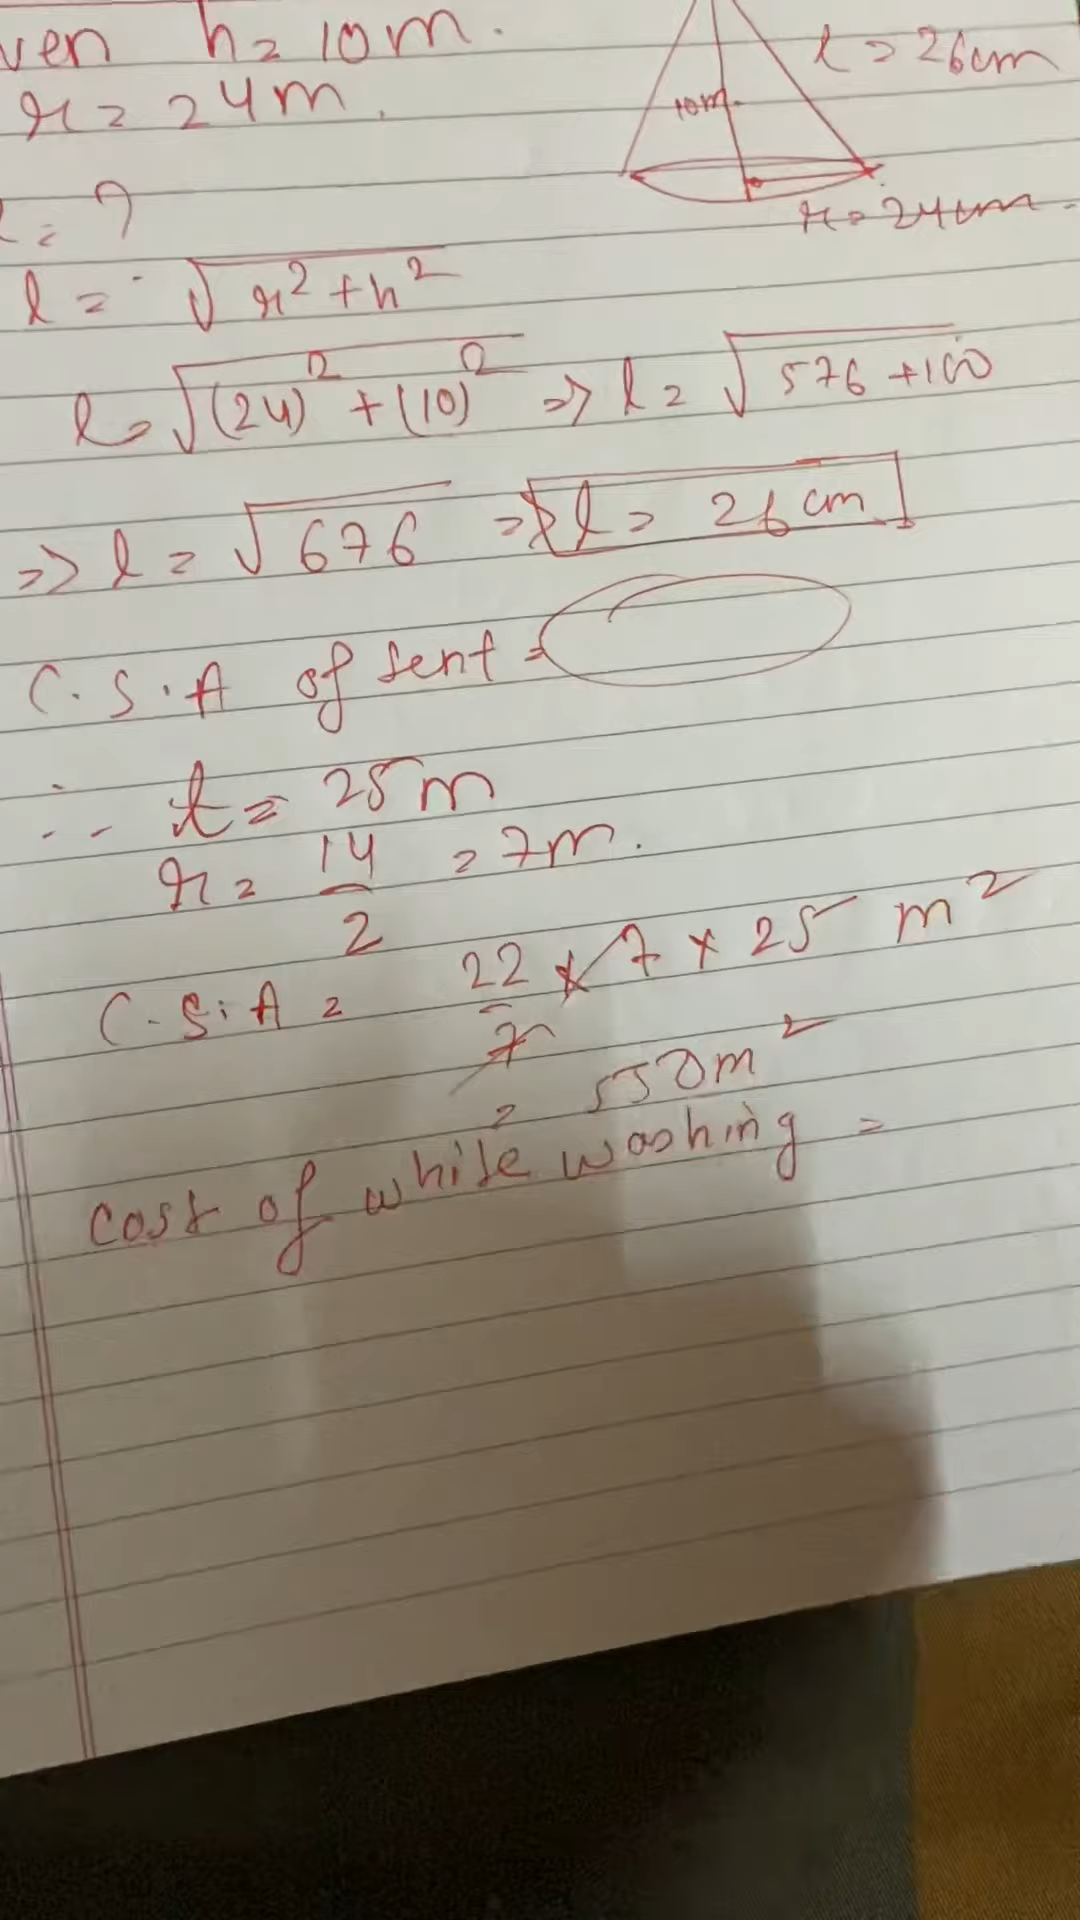 ven h = 10m.
r = 24m.
l = 26cm
10m.
r = 24cm.
l = ?
l = √r² + h²
l = √(24)² + (10)² => l = √576 + 100
=> l = √676 => l = 26 cm
C.S.A of tent =
∴ l = 25m
r = 14/2 = 7m.
C.S.A = 22/7 × 7 × 25 m²
= 550m²
cost of white washing =